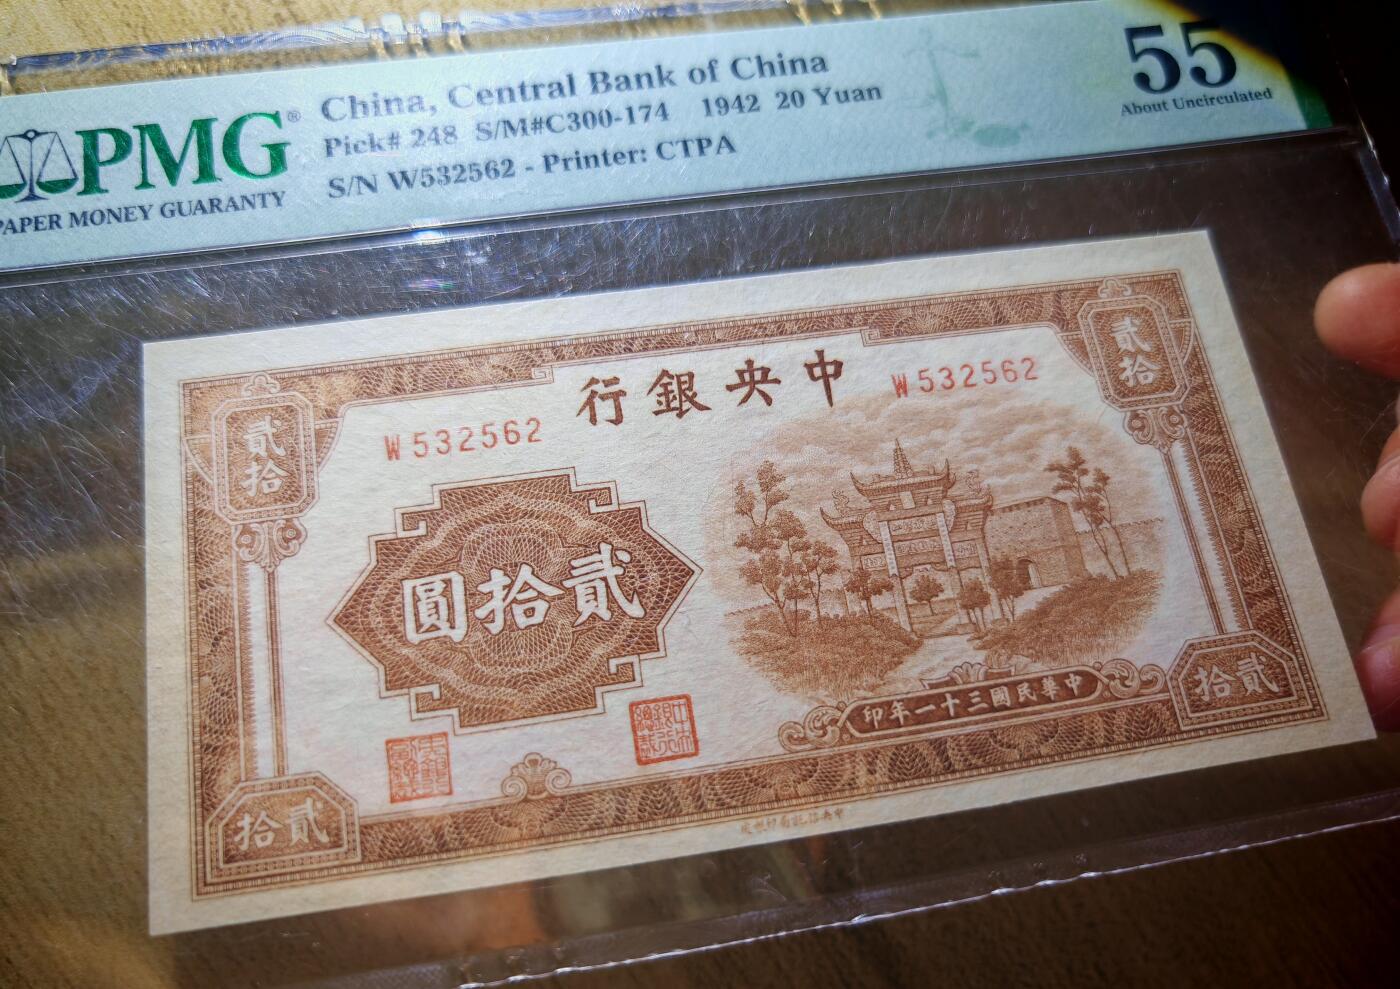 PMG®
PAPER MONEY GUARANTY
China, Central Bank of China
Pick# 248 S/M#C300-174 1942 20 Yuan
S/N W532562 - Printer: CTPA
55
About Uncirculated
行銀央中
W532562
W532562
貳拾
貳拾
圓拾貳
印年一十三國民華中
拾貳
拾貳